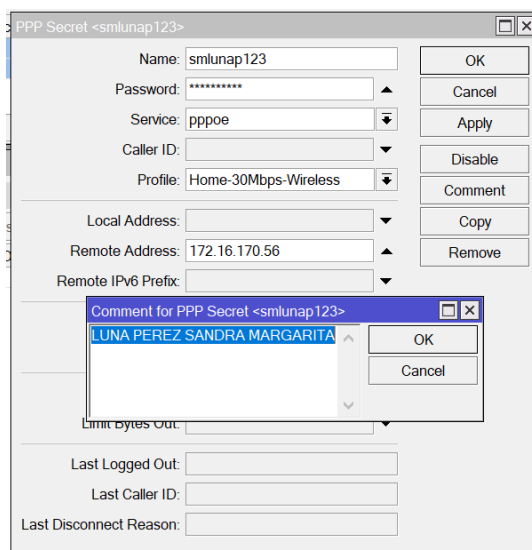 PPP Secret <smlunap123>
Name: smlunap123
OK
Password: **********
Cancel
Service: pppoe
Apply
Caller ID:
Disable
Profile: Home-30Mbps-Wireless
Comment
Local Address:
Copy
Remote Address: 172.16.170.56
Remove
Remote IPv6 Prefix:
Comment for PPP Secret <smlunap123>
LUNA PEREZ SANDRA MARGARITA
OK
Cancel
Limit Bytes Out:
Last Logged Out:
Last Caller ID:
Last Disconnect Reason: